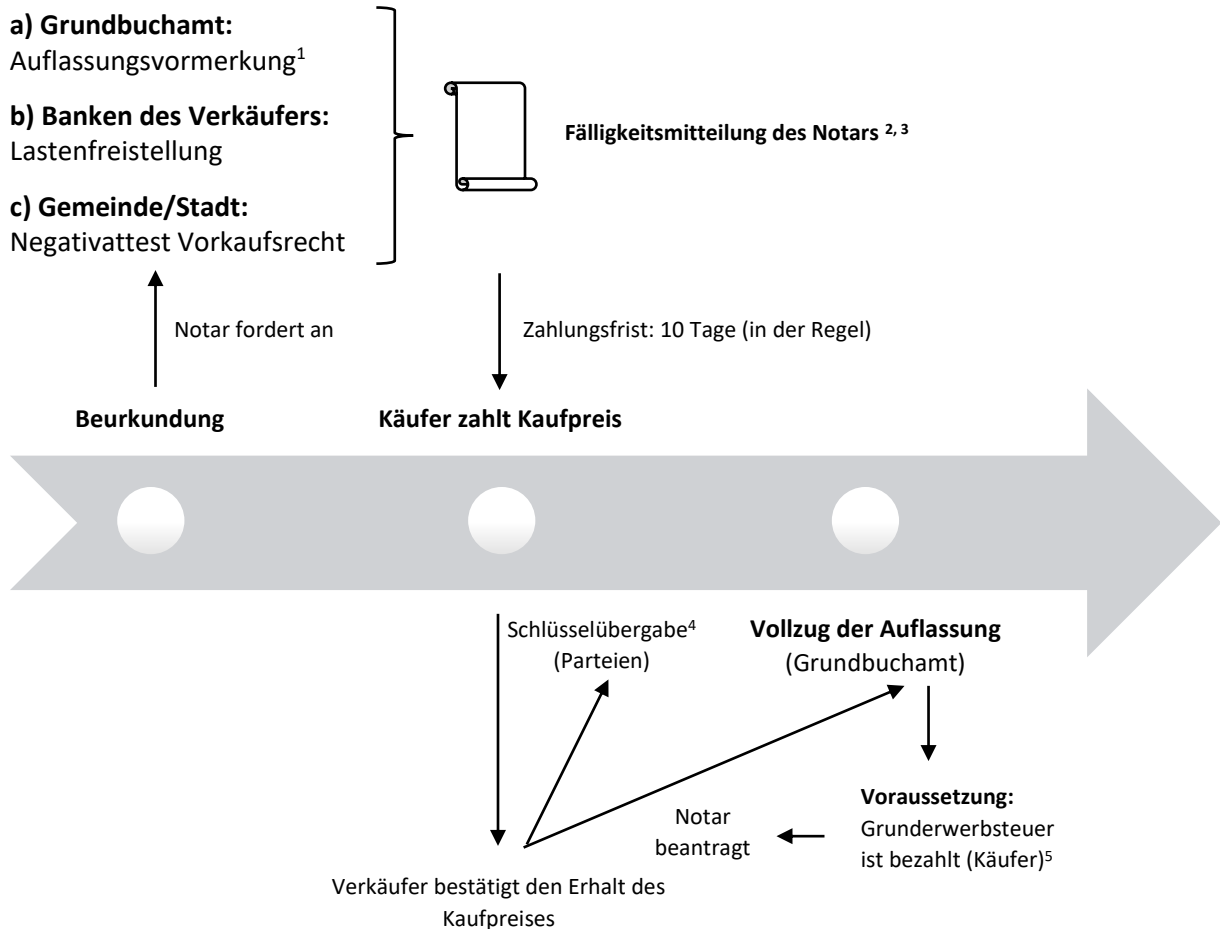 a) Grundbuchamt:
Auflassungsvormerkung¹
b) Banken des Verkäufers:
Lastenfreistellung
c) Gemeinde/Stadt:
Negativattest Vorkaufsrecht
Fälligkeitsmitteilung des Notars ², ³
Notar fordert an
Zahlungsfrist: 10 Tage (in der Regel)
Beurkundung
Käufer zahlt Kaufpreis
Schlüsselübergabe⁴
(Parteien)
Vollzug der Auflassung
(Grundbuchamt)
Voraussetzung:
Grunderwerbsteuer
ist bezahlt (Käufer)⁵
Notar
beantragt
Verkäufer bestätigt den Erhalt des
Kaufpreises